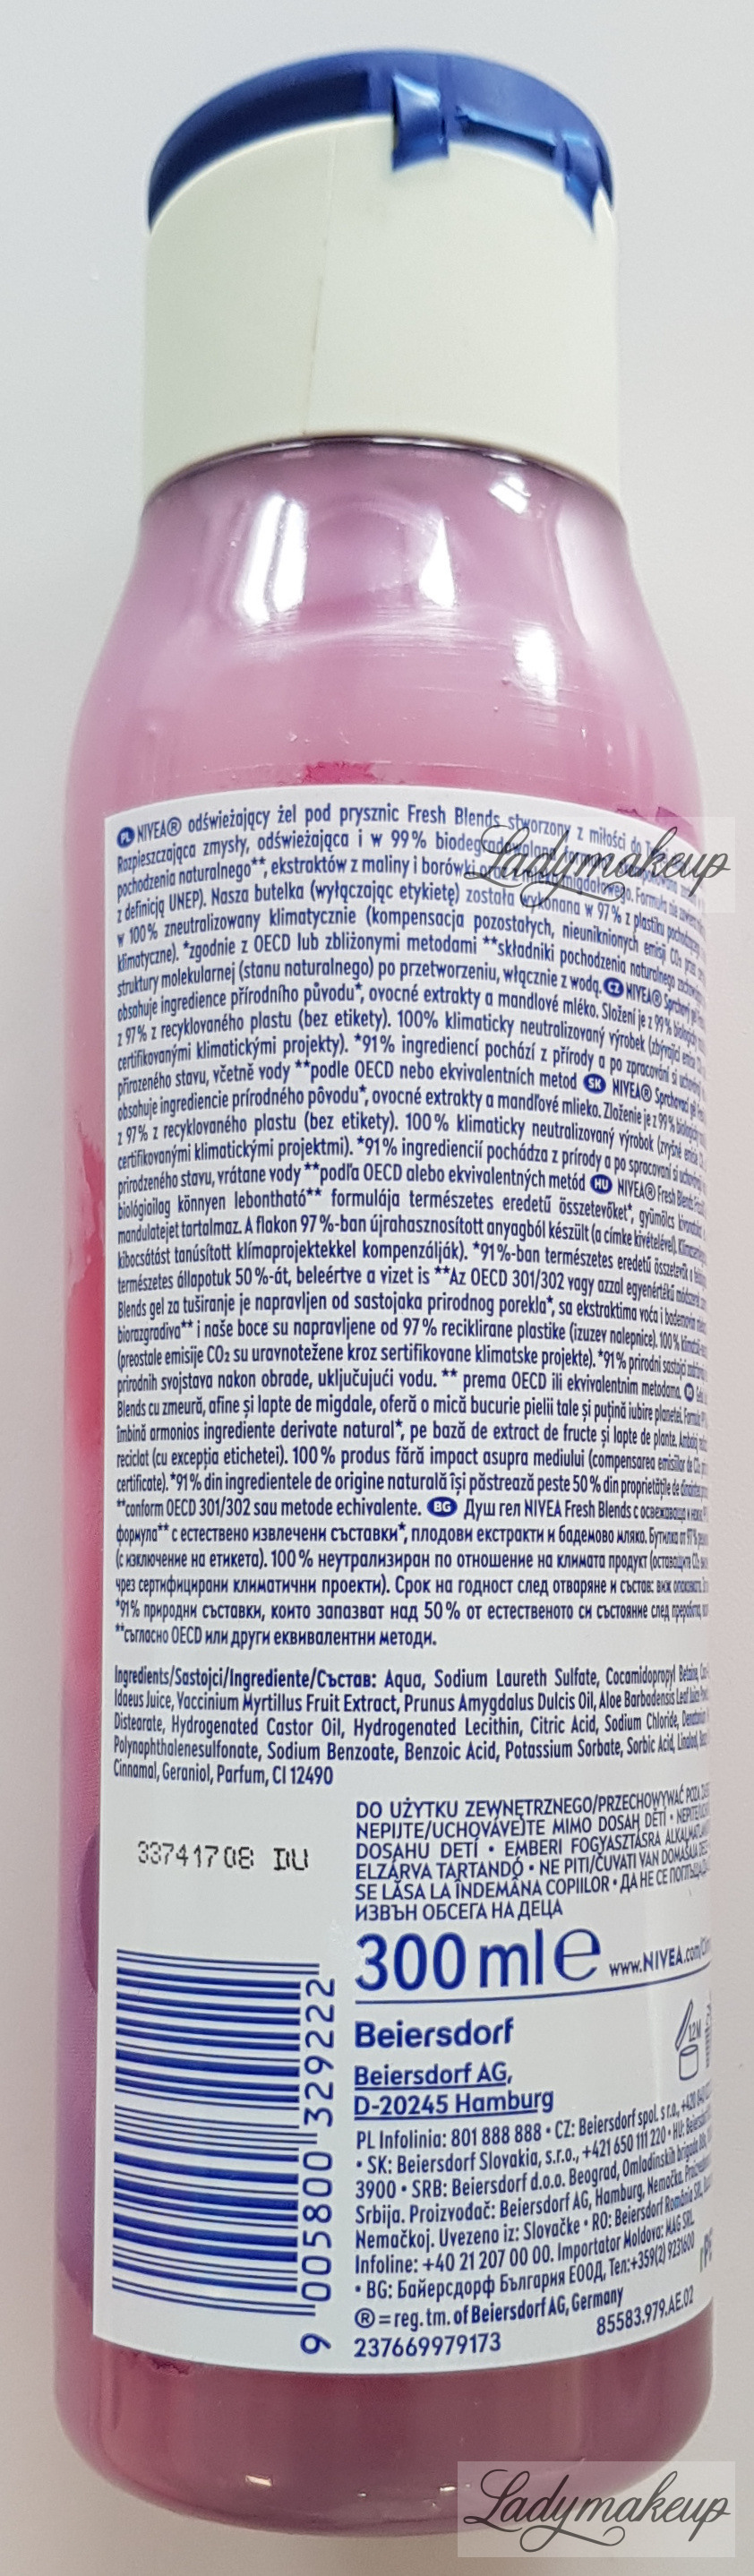 PL NIVEA® odświeżający żel pod prysznic Fresh Blends stworzony z miłości do
Rozpieszczająca zmysły, odświeżająca i w 99% 
pochodzenia naturalnego**, ekstraktów z maliny i borówki
z definicją UNEP). Nasza butelka (wyłączając etykietę) została wykonana w 97% z plastiku
w 100% zneutralizowany klimatycznie (kompensacja pozostałych, nieuniknionych emisji CO₂
klimatyczne). *zgodnie z OECD lub zbliżonymi metodami **składniki pochodzenia naturalnego
struktury molekularnej (stanu naturalnego) po przetworzeniu, włącznie z wodą. CZ NIVEA® Sprchový gel
obsahuje ingredience přírodního původu*, ovocné extrakty a mandlové mléko. Složení je z 99%
z 97% z recyklovaného plastu (bez etikety). 100% klimaticky neutralizovaný výrobek
certifikovanými klimatickými projekty). *91% ingrediencí pochází z přírody a po zpracování si
přirozeného stavu, včetně vody **podle OECD nebo ekvivalentních metod SK NIVEA® Sprchovací gél
obsahuje ingrediencie prírodného pôvodu*, ovocné extrakty a mandľové mlieko. Zloženie je z 99%
z 97% z recyklovaného plastu (bez etikety). 100% klimaticky neutralizovaný výrobok
certifikovanými klimatickými projektmi). *91% ingrediencií pochádza z prírody a po spracovaní si
prirodzeného stavu, vrátane vody **podľa OECD alebo ekvivalentných metód HU NIVEA® Fresh Blends
biológiailag könnyen lebontható** formulája természetes eredetű összetevőket*, gyümölcs
mandulatejet tartalmaz. A flakon 97%-ban újrahasznosított anyagból készült (a címke kivételével).
kibocsátást tanúsított klímaprojektekkel kompenzálják). *91%-ban természetes eredetű összetevők
természetes állapotuk 50%-át, beleértve a vizet is **Az OECD 301/302 vagy azzal egyenértékű
Blends gel za tuširanje je napravljen od sastojaka prirodnog porekla*, sa ekstraktima voća i bademovim
biorazgradiva** i naše boce su napravljene od 97% reciklirane plastike (izuzev nalepnice). 100%
(preostale emisije CO₂ su uravnotežene kroz sertifikovane klimatske projekte). *91% prirodni sastojci
prirodnih svojstava nakon obrade, uključujući vodu. ** prema OECD ili ekvivalentnim metodama.
Blends cu zmeură, afine și lapte de migdale, oferă o mică bucurie pielii tale și puțină iubire planetei.
îmbină armonios ingrediente derivate natural*, pe bază de extract de fructe și lapte de plante.
reciclat (cu excepția etichetei). 100% produs fără impact asupra mediului (compensarea emisiilor de CO₂
certificate). *91% din ingredientele de origine naturală își păstrează peste 50% din proprietățile
**conform OECD 301/302 sau metode echivalente. BG Душ гел NIVEA Fresh Blends с освежаваща
формула** с естествено извлечени съставки*, плодови екстракти и бадемово мляко. Бутилка от 97%
(с изключение на етикета). 100% неутрализиран по отношение на климата продукт (оставащите CO₂
чрез сертифицирани климатични проекти). Срок на годност след отваряне и състав: виж опаковката.
*91% природни съставки, които запазват над 50% от естественото си състояние след преработка,
**съгласно OECD или други еквивалентни методи.
Ingredients/Sastojci/Ingrediente/Състав: Aqua, Sodium Laureth Sulfate, Cocamidopropyl Betaine,
Idaeus Juice, Vaccinium Myrtillus Fruit Extract, Prunus Amygdalus Dulcis Oil, Aloe Barbadensis Leaf Juice
Distearate, Hydrogenated Castor Oil, Hydrogenated Lecithin, Citric Acid, Sodium Chloride,
Polynaphthalenesulfonate, Sodium Benzoate, Benzoic Acid, Potassium Sorbate, Sorbic Acid, Linalool,
Cinnamal, Geraniol, Parfum, CI 12490
33741708 DU
DO UŻYTKU ZEWNĘTRZNEGO/PRZECHOWYWAĆ POZA
NEPIJTE/UCHOVÁVEJTE MIMO DOSAH DĚTÍ •
DOSAHU DETÍ • EMBERI FOGYASZTÁSRA
ELZÁRVA TARTANDÓ • NE PITI/ČUVATI VAN DOMAŠAJA
SE LĂSA LA ÎNDEMÂNA COPIILOR • ДА НЕ СЕ
ИЗВЪН ОБСЕГА НА ДЕЦА
300 ml e www.NIVEA.com
12M
Beiersdorf
Beiersdorf AG,
D-20245 Hamburg
PL Infolinia: 801 888 888 • CZ: Beiersdorf spol. s r.o.,
• SK: Beiersdorf Slovakia, s.r.o., +421 650 111 220 • HU:
3900 • SRB: Beiersdorf d.o.o. Beograd, Omladinskih brigada
Srbija. Proizvođač: Beiersdorf AG, Hamburg, Nemačka.
Nemačkoj. Uvezeno iz: Slovačke • RO: Beiersdorf România SRL,
Infoline: +40 21 207 00 00. Importator Moldova: MAG SRL
• BG: Байерсдорф България ЕООД, Тел:+359(2)
® = reg. tm. of Beiersdorf AG, Germany
237669979173
85583.979.AE.02
9 005800 329222
Ladymakeup
Ladymakeup
Ladymakeup